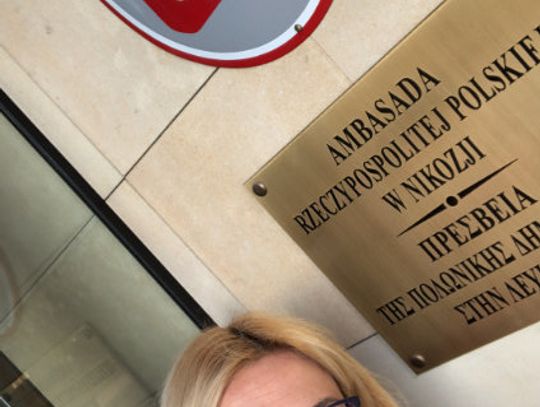 AMBASADA
RZECZYPOSPOLITEJ POLSKIEJ
W NIKOZJI
ΠΡΕΣΒΕΙΑ
ΤΗΣ ΠΟΛΩΝΙΚΗΣ
ΣΤΗΝ